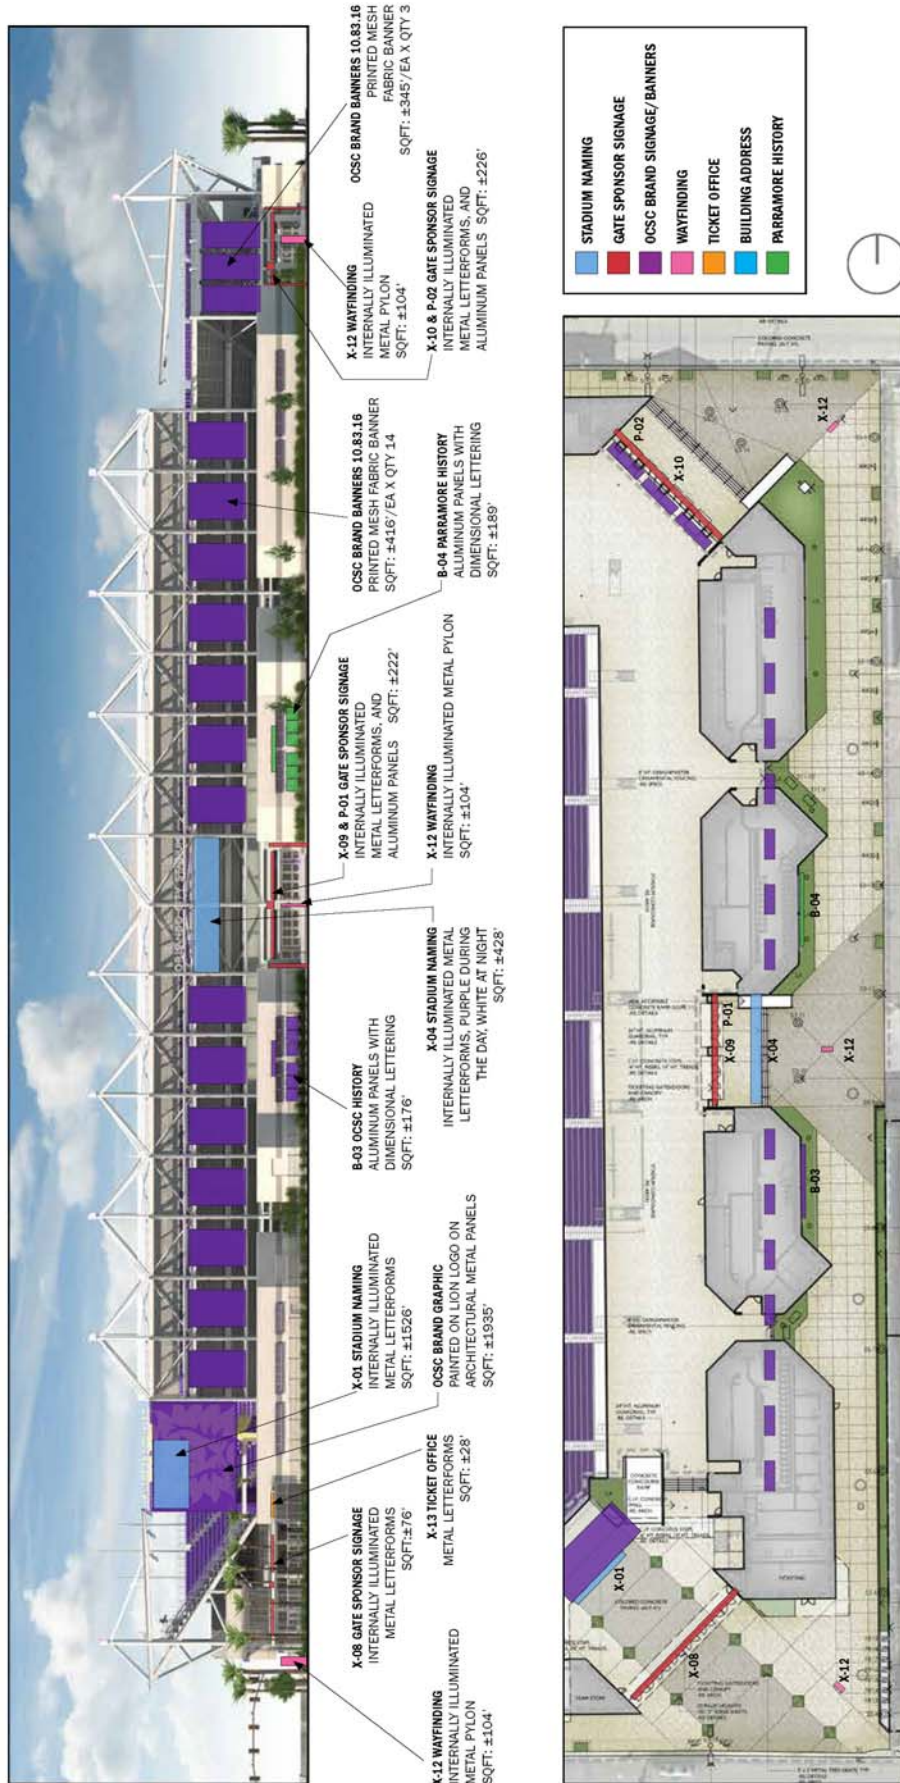 X-12 WAYFINDING
INTERNALLY ILLUMINATED
METAL PYLON
SQFT: ±104'
X-08 GATE SPONSOR SIGNAGE
INTERNALLY ILLUMINATED
METAL LETTERFORMS
SQFT:±76'
X-13 TICKET OFFICE
METAL LETTERFORMS
SQFT: ±28'
X-01 STADIUM NAMING
INTERNALLY ILLUMINATED
METAL LETTERFORMS
SQFT: ±1526'
OCSC BRAND GRAPHIC
PAINTED ON LION LOGO ON
ARCHITECTURAL METAL PANELS
SQFT: ±1935'
B-03 OCSC HISTORY
ALUMINUM PANELS WITH
DIMENSIONAL LETTERING
SQFT: ±176'
X-04 STADIUM NAMING
INTERNALLY ILLUMINATED METAL
LETTERFORMS, PURPLE DURING
THE DAY, WHITE AT NIGHT
SQFT: ±428'
X-09 & P-01 GATE SPONSOR SIGNAGE
INTERNALLY ILLUMINATED
METAL LETTERFORMS, AND
ALUMINUM PANELS SQFT: ±222'
X-12 WAYFINDING
INTERNALLY ILLUMINATED METAL PYLON
SQFT: ±104'
B-04 PARRAMORE HISTORY
ALUMINUM PANELS WITH
DIMENSIONAL LETTERING
SQFT: ±189'
OCSC BRAND BANNERS 10.83.16
PRINTED MESH FABRIC BANNER
SQFT: ±416'/EA X QTY 14
X-12 WAYFINDING
INTERNALLY ILLUMINATED
METAL PYLON
SQFT: ±104'
X-10 & P-02 GATE SPONSOR SIGNAGE
INTERNALLY ILLUMINATED
METAL LETTERFORMS, AND
ALUMINUM PANELS SQFT: ±226'
OCSC BRAND BANNERS 10.83.16
PRINTED MESH
FABRIC BANNER
SQFT: ±345'/EA X QTY 3
STADIUM NAMING
GATE SPONSOR SIGNAGE
OCSC BRAND SIGNAGE/BANNERS
WAYFINDING
TICKET OFFICE
BUILDING ADDRESS
PARRAMORE HISTORY
X-01
X-08
X-12
B-03
X-09
P-01
X-04
X-12
B-04
P-02
X-10
X-12